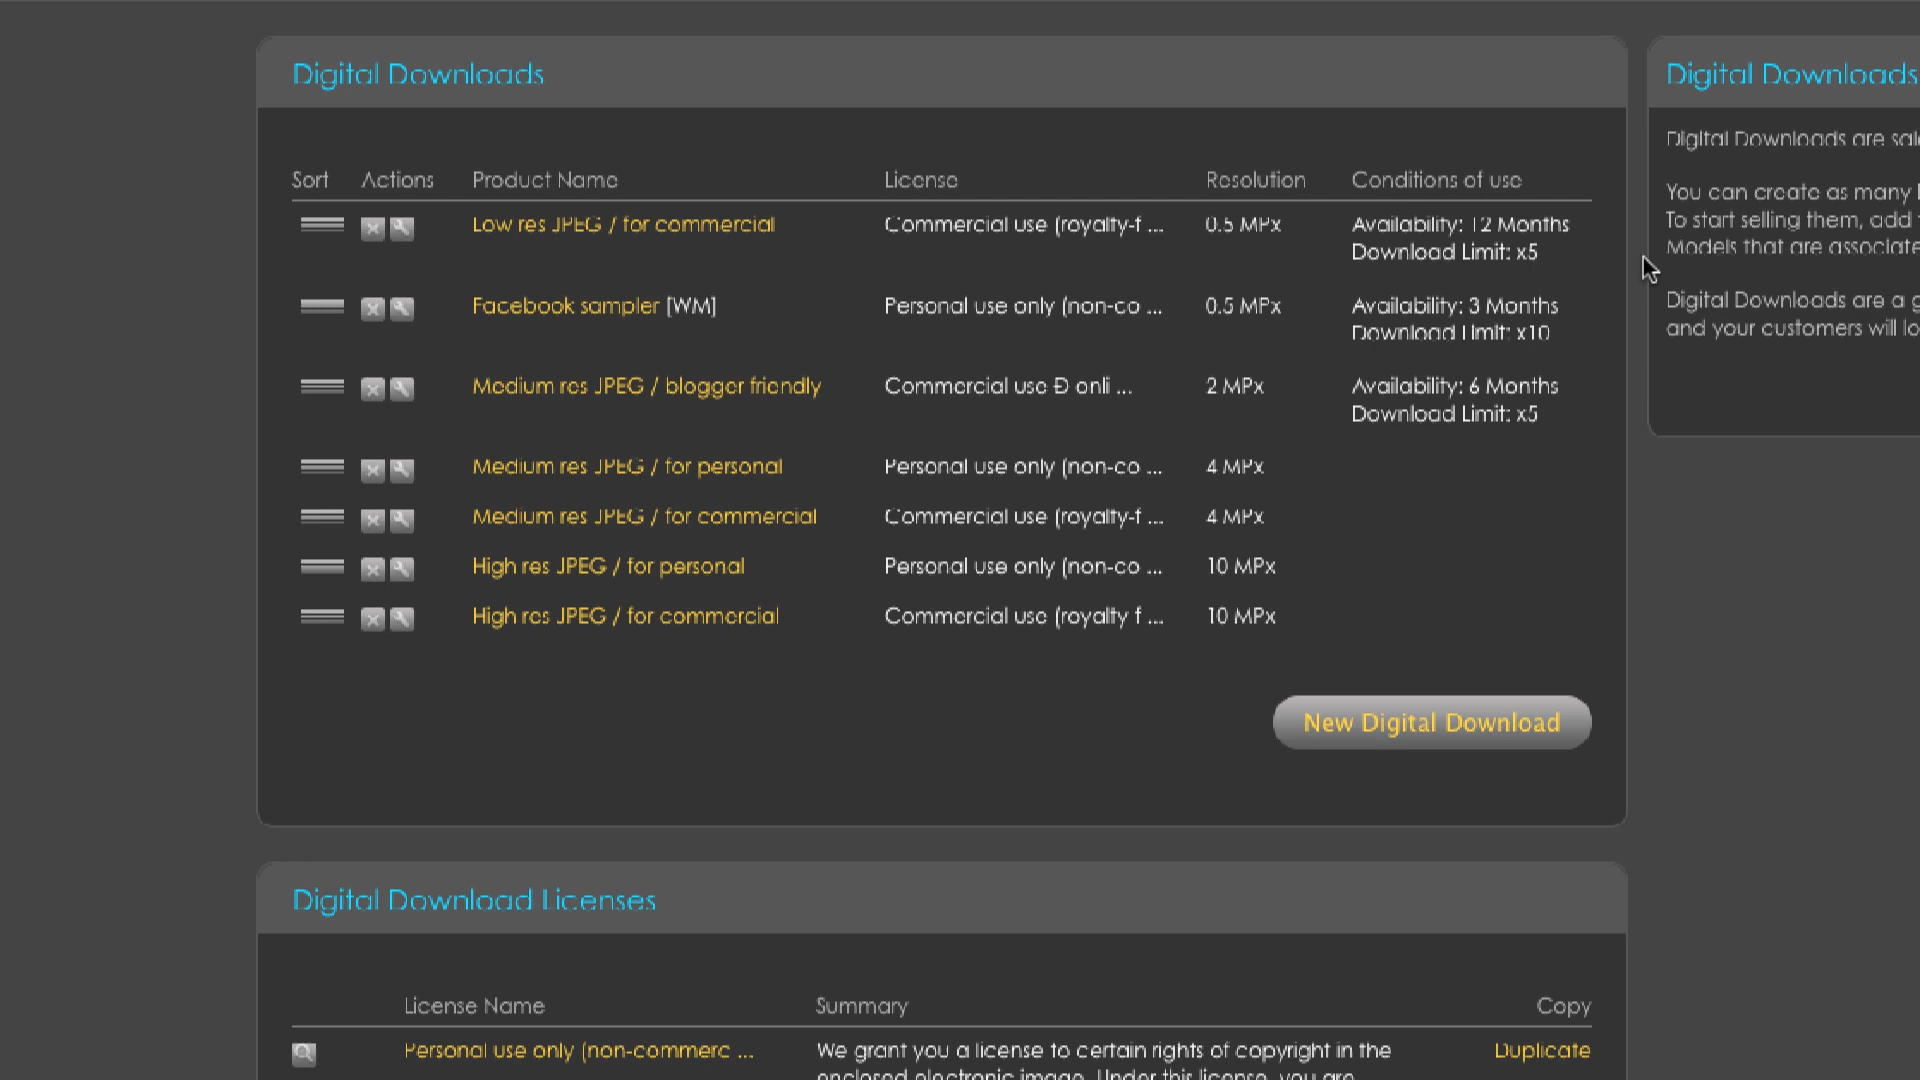 Digital Downloads
Sort Actions Product Name License Resolution Conditions of use
Low res JPEG / for commercial Commercial use (royalty-f ... 0.5 MPx Availability: 12 Months
Download Limit: x5
Facebook sampler [WM] Personal use only (non-co ... 0.5 MPx Availability: 3 Months
Download Limit: x10
Medium res JPEG / blogger friendly Commercial use Ð onli ... 2 MPx Availability: 6 Months
Download Limit: x5
Medium res JPEG / for personal Personal use only (non-co ... 4 MPx
Medium res JPEG / for commercial Commercial use (royalty-f ... 4 MPx
High res JPEG / for personal Personal use only (non-co ... 10 MPx
High res JPEG / for commercial Commercial use (royalty-f ... 10 MPx
New Digital Download
Digital Downloads
Digital Downloads are
You can create as many
To start selling them, add
Models that are
Digital Downloads are a
and your customers will
Digital Download Licenses
License Name Summary Copy
Personal use only (non-commerc ... We grant you a license to certain rights of copyright in the Duplicate
enclosed electronic image. Under this license, you are